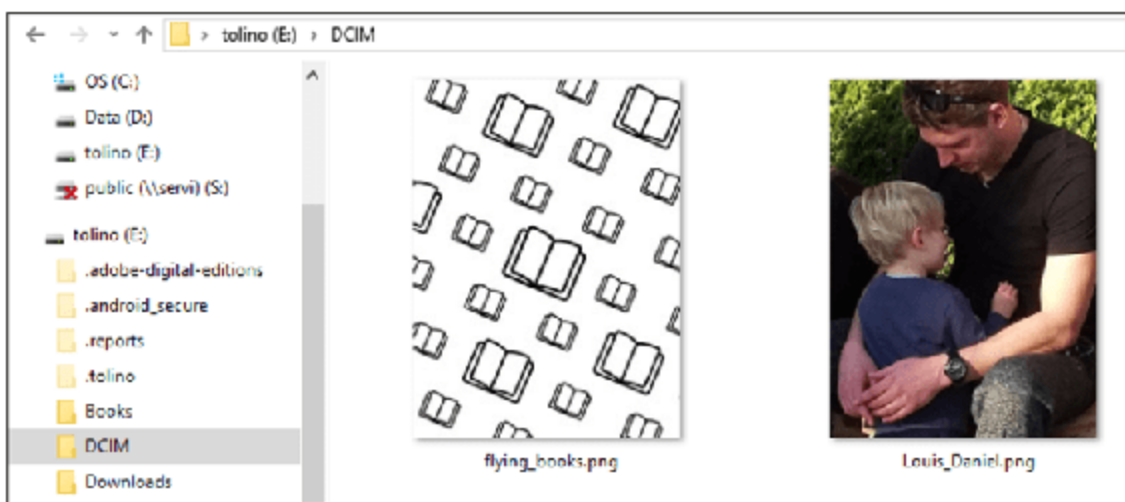 tolino (E:) › DCIM
OS (C:)
Data (D:)
tolino (E:)
public (\\servi) (S:)
tolino (E:)
.adobe-digital-editions
.android_secure
.reports
.tolino
Books
DCIM
Downloads
flying_books.png
Louis_Daniel.png